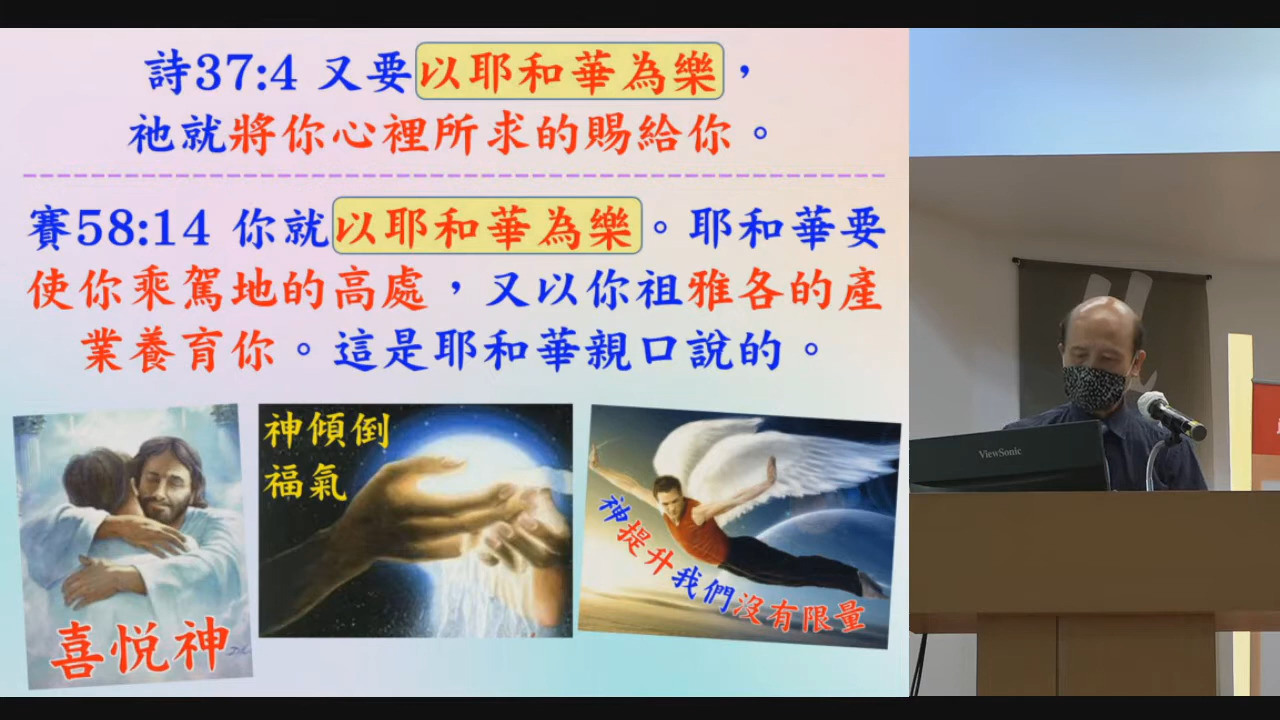 詩37:4 又要以耶和華為樂，
祂就將你心裡所求的賜給你。
賽58:14 你就以耶和華為樂。耶和華要
使你乘駕地的高處，又以你祖雅各的產
業養育你。這是耶和華親口說的。
神傾倒
福氣
喜悅神
神提升我們沒有限量
ViewSonic